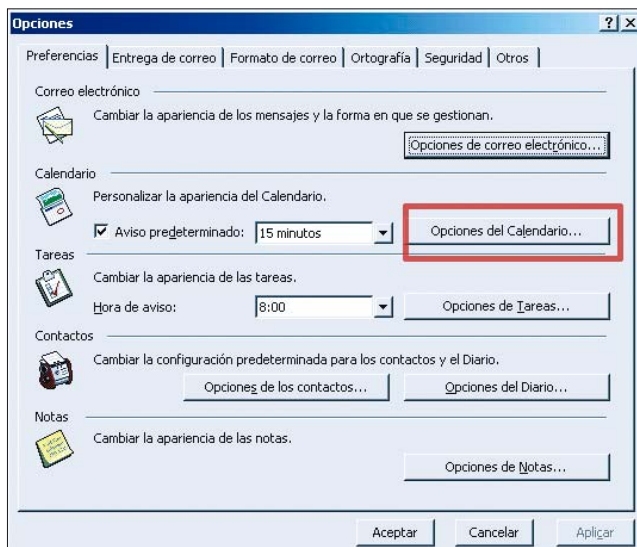 Opciones
Preferencias Entrega de correo Formato de correo Ortografía Seguridad Otros
Correo electrónico
Cambiar la apariencia de los mensajes y la forma en que se gestionan.
Opciones de correo electrónico...
Calendario
Personalizar la apariencia del Calendario.
Aviso predeterminado: 15 minutos Opciones del Calendario...
Tareas
Cambiar la apariencia de las tareas.
Hora de aviso: 8:00 Opciones de Tareas...
Contactos
Cambiar la configuración predeterminada para los contactos y el Diario.
Opciones de los contactos... Opciones del Diario...
Notas
Cambiar la apariencia de las notas.
Opciones de Notas...
Aceptar Cancelar Aplicar